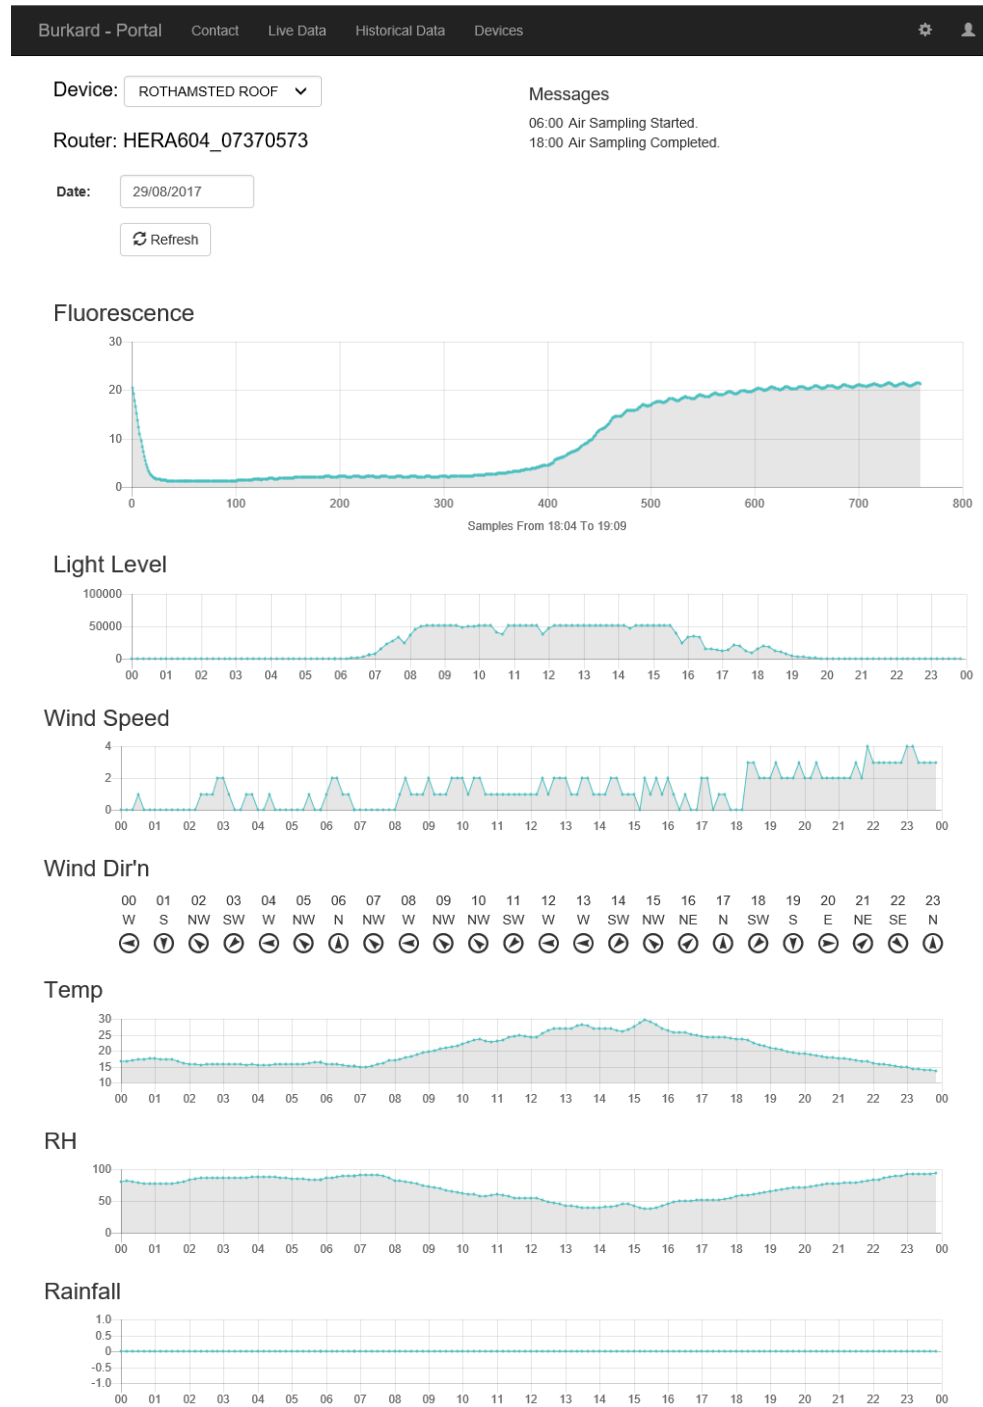 Burkard - Portal Contact Live Data Historical Data Devices
Device: ROTHAMSTED ROOF
Router: HERA604_07370573
Date: 29/08/2017
Refresh
Messages
06:00 Air Sampling Started.
18:00 Air Sampling Completed.
Fluorescence
30
20
10
0
0 100 200 300 400 500 600 700 800
Samples From 18:04 To 19:09
Light Level
100000
50000
0
00 01 02 03 04 05 06 07 08 09 10 11 12 13 14 15 16 17 18 19 20 21 22 23 00
Wind Speed
4
2
0
00 01 02 03 04 05 06 07 08 09 10 11 12 13 14 15 16 17 18 19 20 21 22 23 00
Wind Dir'n
00 01 02 03 04 05 06 07 08 09 10 11 12 13 14 15 16 17 18 19 20 21 22 23
W S NW SW W NW N NW W NW NW SW W W SW NW NE N SW S E NE SE N
Temp
30
25
20
15
10
00 01 02 03 04 05 06 07 08 09 10 11 12 13 14 15 16 17 18 19 20 21 22 23 00
RH
100
50
0
00 01 02 03 04 05 06 07 08 09 10 11 12 13 14 15 16 17 18 19 20 21 22 23 00
Rainfall
1.0
0.5
0
-0.5
-1.0
00 01 02 03 04 05 06 07 08 09 10 11 12 13 14 15 16 17 18 19 20 21 22 23 00